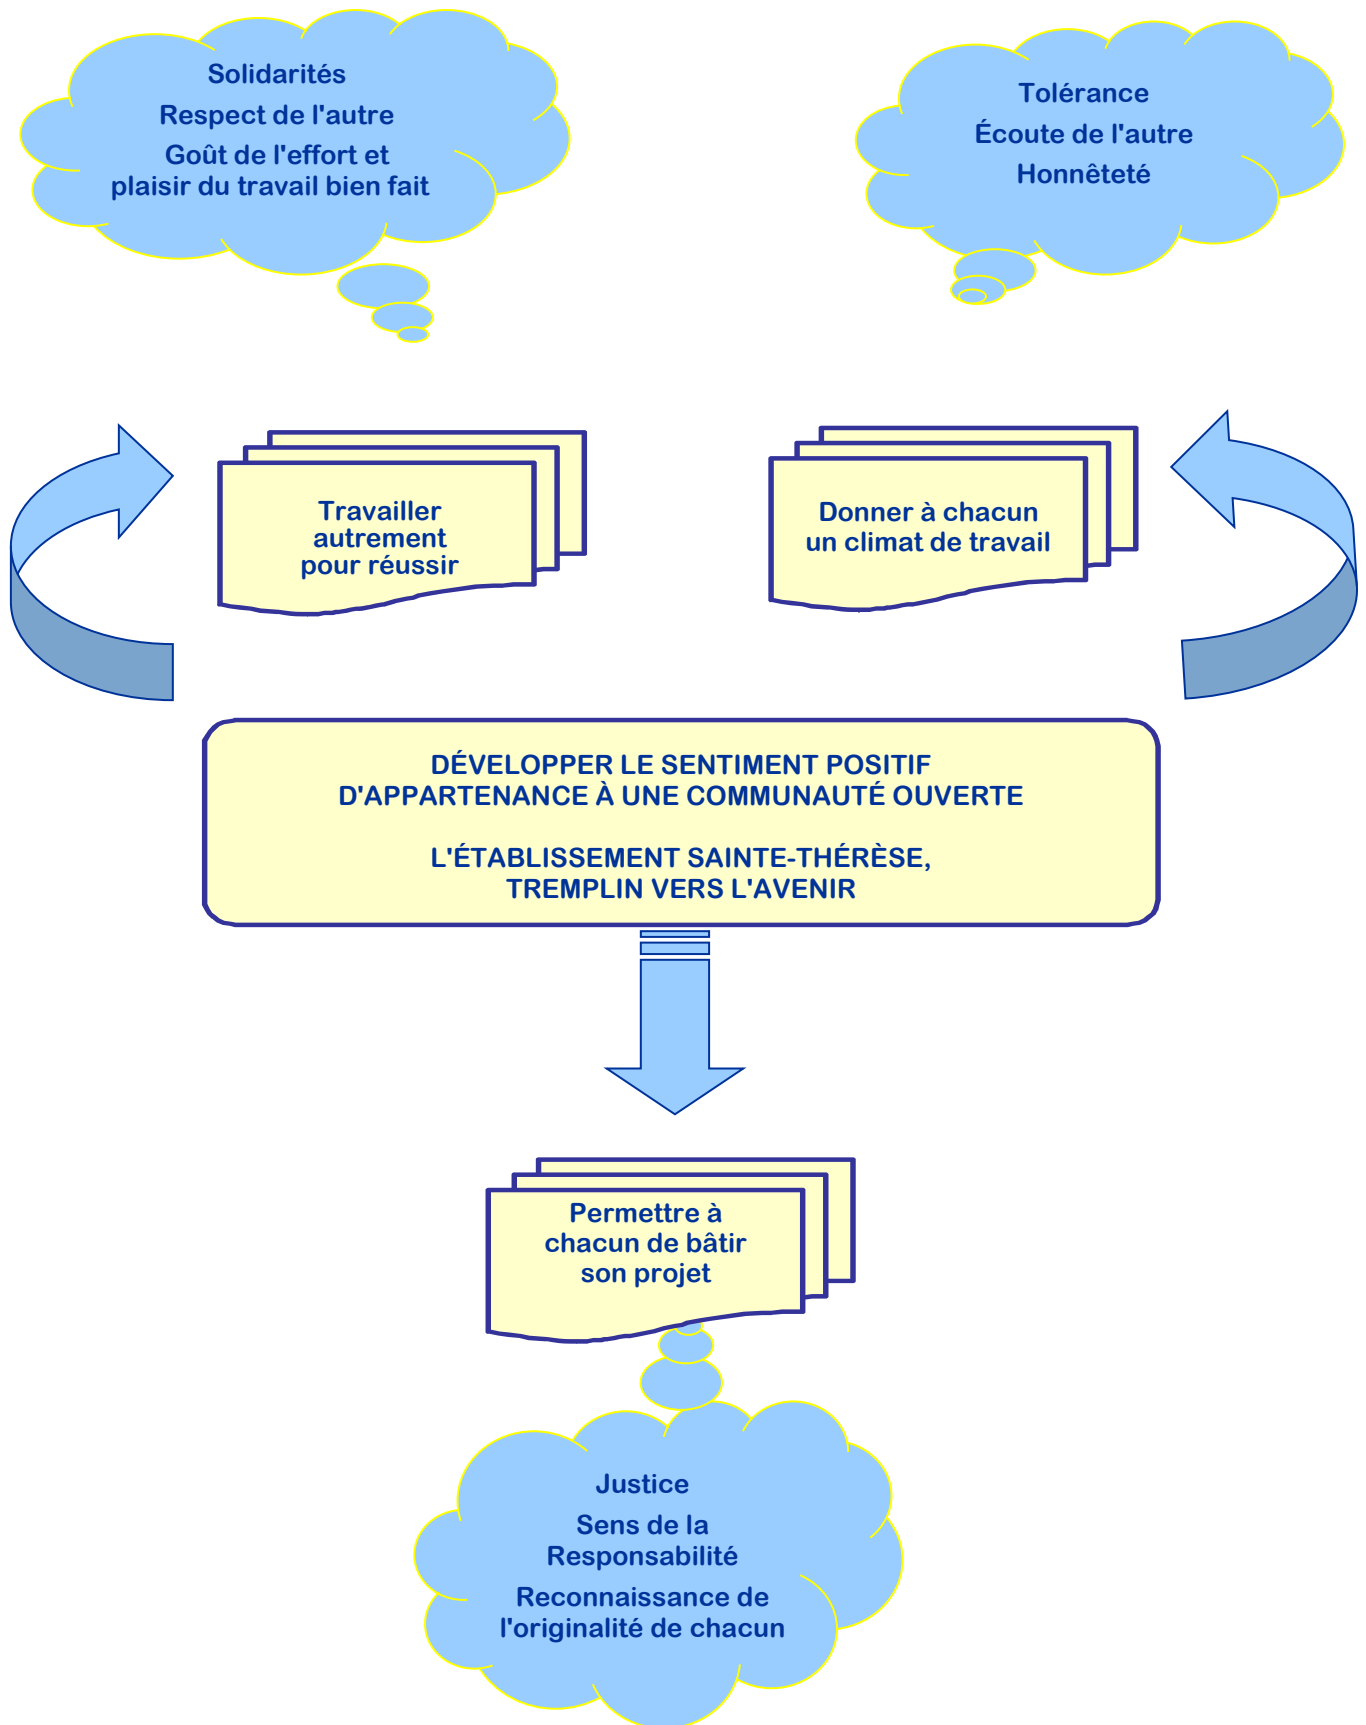 Solidarités
Respect de l'autre
Goût de l'effort et
plaisir du travail bien fait
Tolérance
Écoute de l'autre
Honnêteté
Travailler
autrement
pour réussir
Donner à chacun
un climat de travail
DÉVELOPPER LE SENTIMENT POSITIF
D'APPARTENANCE À UNE COMMUNAUTÉ OUVERTE
L'ÉTABLISSEMENT SAINTE-THÉRÈSE,
TREMPLIN VERS L'AVENIR
Permettre à
chacun de bâtir
son projet
Justice
Sens de la
Responsabilité
Reconnaissance de
l'originalité de chacun